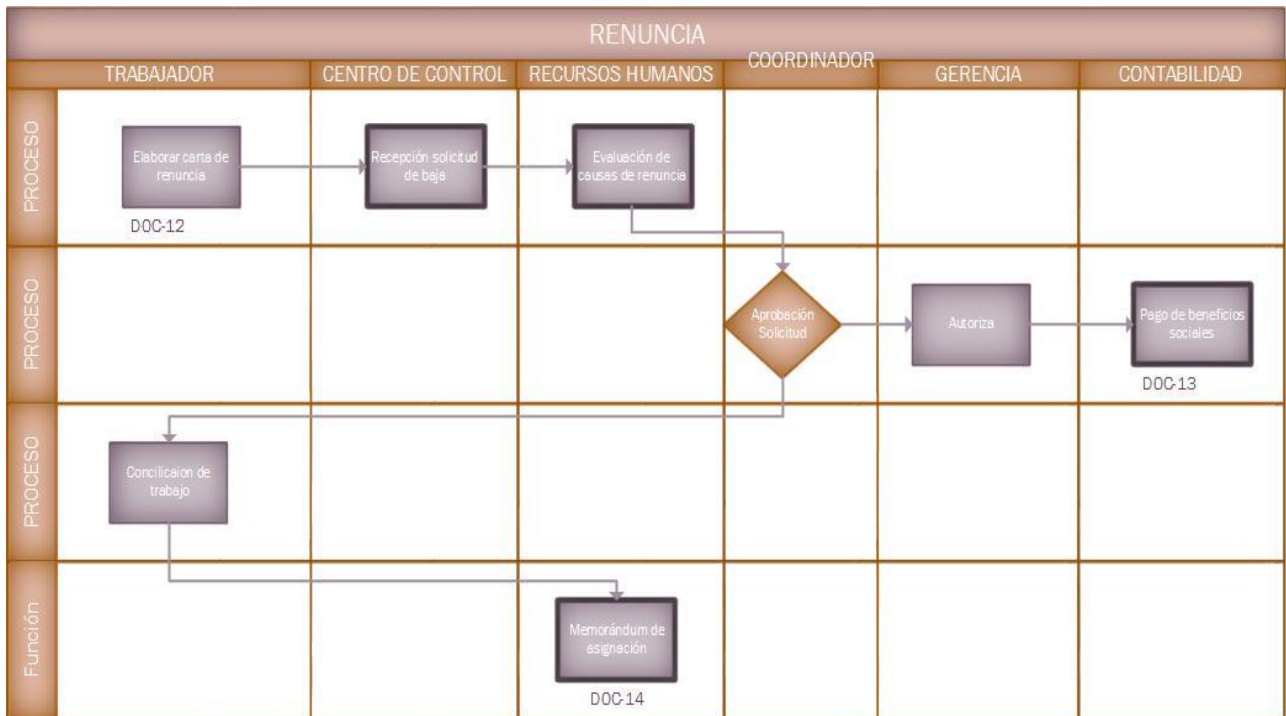 RENUNCIA
TRABAJADOR
CENTRO DE CONTROL
RECURSOS HUMANOS
COORDINADOR
GERENCIA
CONTABILIDAD
PROCESO
Elaborar carta de
renuncia
DOC-12
Recepción solicitud
de baja
Evaluación de
causas de renuncia
PROCESO
Aprobación
Solicitud
Autoriza
Pago de beneficios
sociales
DOC-13
PROCESO
Concilicaion de
trabajo
Función
Memorándum de
asignación
DOC-14